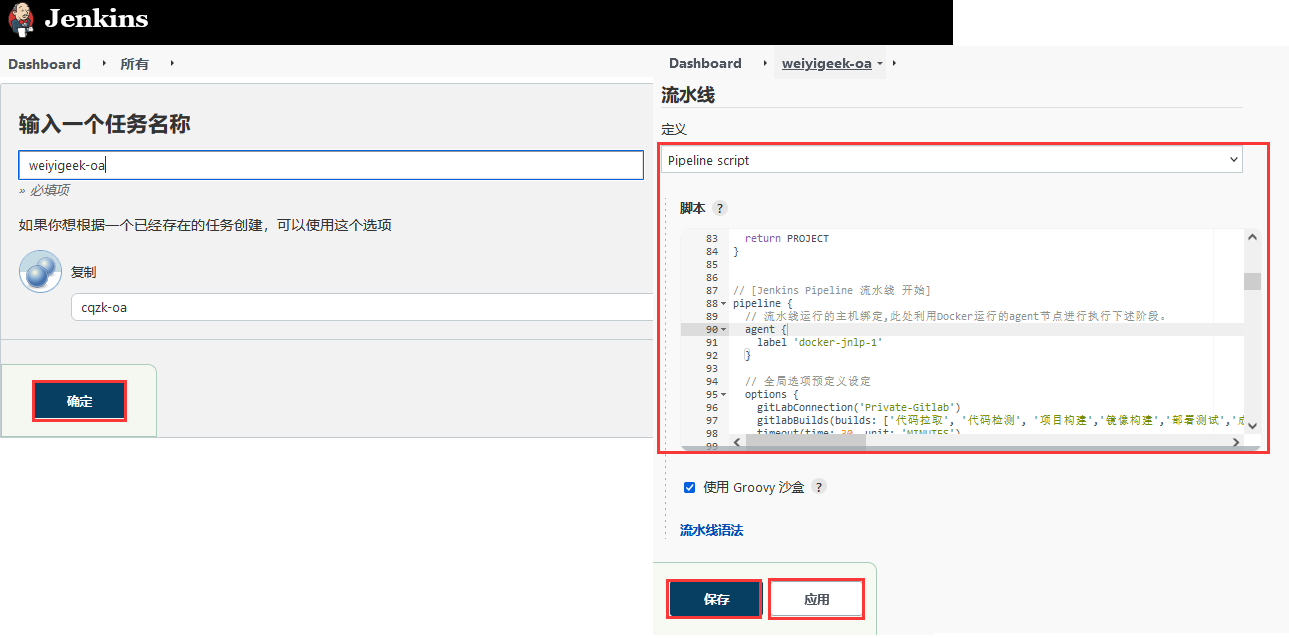 Jenkins
Dashboard 所有
输入一个任务名称
weiyigeek-oa
» 必填项
如果你想根据一个已经存在的任务创建，可以使用这个选项
复制
cqzk-oa
确定
Dashboard weiyigeek-oa
流水线
定义
Pipeline script
脚本 ?
83 return PROJECT
84 }
85
86
87 // [Jenkins Pipeline 流水线 开始]
88 pipeline {
89 // 流水线运行的主机绑定,此处利用Docker运行的agent节点进行执行下述阶段。
90 agent {
91 label 'docker-jnlp-1'
92 }
93
94 // 全局选项预定义设定
95 options {
96 gitLabConnection('Private-Gitlab')
97 gitlabBuilds(builds: ['代码拉取', '代码检测', '项目构建','镜像构建','部署测试','成
98 timeout(time: 30, unit: 'MINUTES')
99
使用 Groovy 沙盒 ?
流水线语法
保存 应用